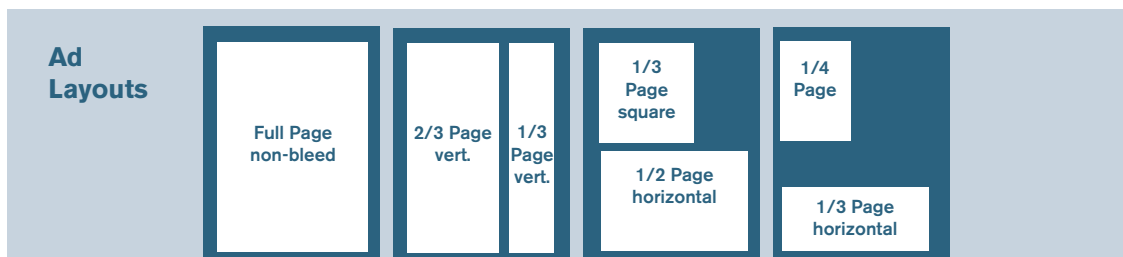 Ad
Layouts
Full Page
non-bleed
2/3 Page
vert.
1/3
Page
vert.
1/3
Page
square
1/2 Page
horizontal
1/4
Page
1/3 Page
horizontal